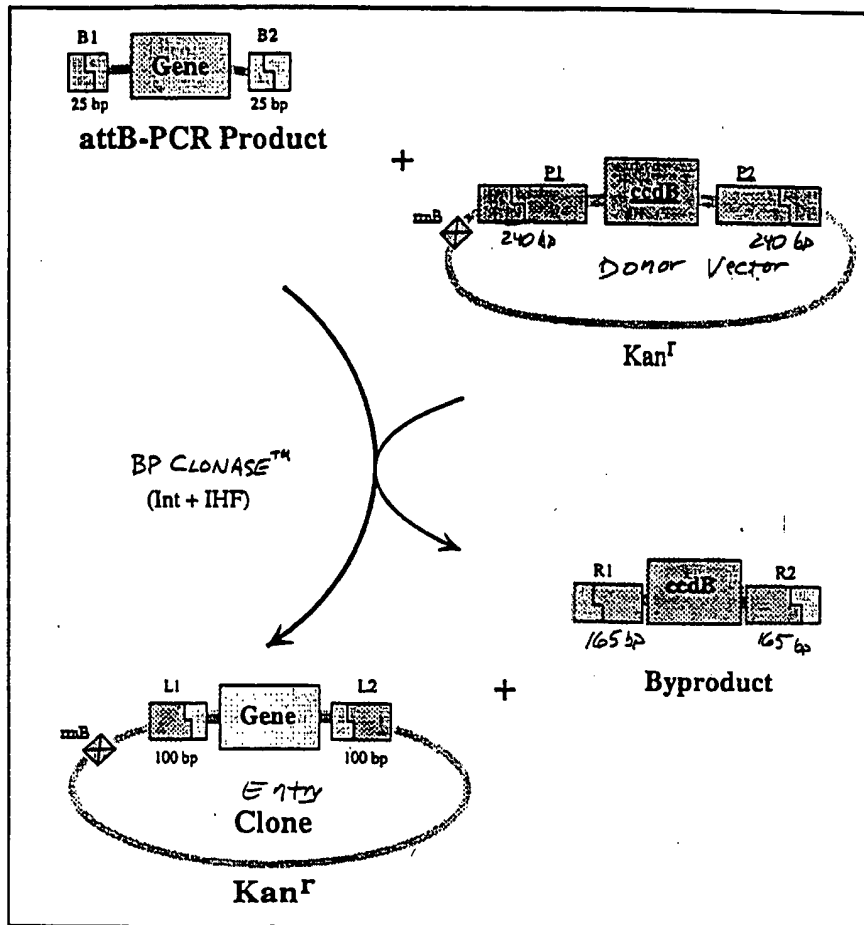 B1 B2
Gene
25 bp 25 bp
attB-PCR Product
+
P1 P2
ccdB
rrnB
240 bp 240 bp
Donor Vector
Kanr
BP CLONASE™
(Int + IHF)
R1 R2
ccdB
165 bp 165 bp
Byproduct
+
L1 L2
Gene
rrnB
100 bp 100 bp
Entry
Clone
Kanr